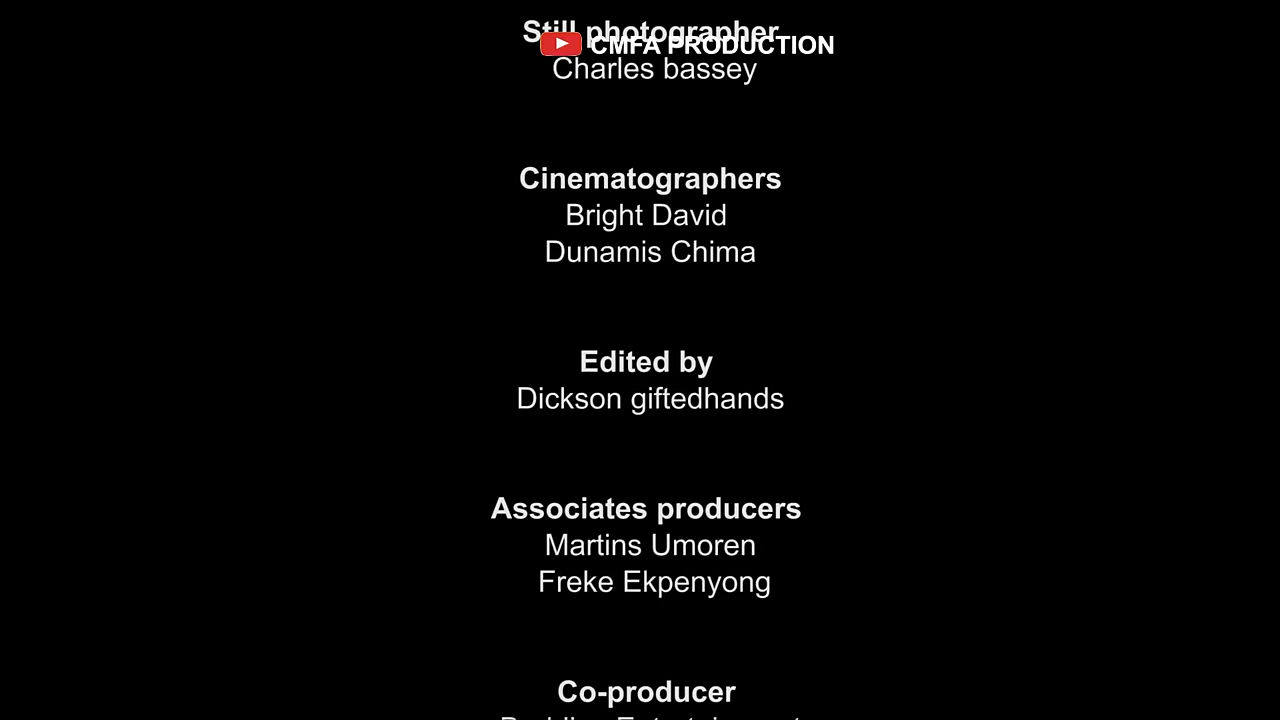 Still photographer
CMFA PRODUCTION
Charles bassey
Cinematographers
Bright David
Dunamis Chima
Edited by
Dickson giftedhands
Associates producers
Martins Umoren
Freke Ekpenyong
Co-producer